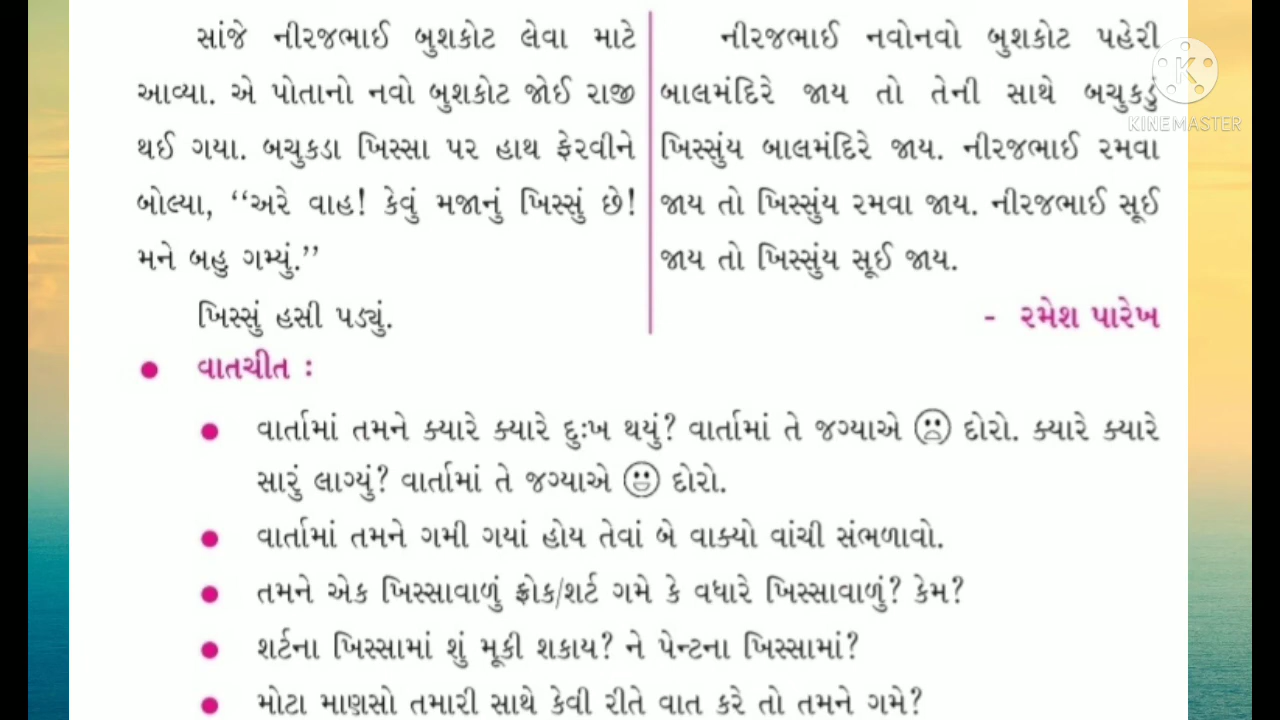 સાંજે નીરજભાઈ બુશકોટ લેવા માટે
આવ્યા. એ પોતાનો નવો બુશકોટ જોઈ રાજી
થઈ ગયા. બચુકડા ખિસ્સા પર હાથ ફેરવીને
બોલ્યા, ‘‘અરે વાહ! કેવું મજાનું ખિસ્સું છે!
મને બહુ ગમ્યું.’’
ખિસ્સું હસી પડ્યું.
નીરજભાઈ નવોનવો બુશકોટ પહેરી
બાલમંદિરે જાય તો તેની સાથે બચુકડું
ખિસ્સુંય બાલમંદિરે જાય. નીરજભાઈ રમવા
જાય તો ખિસ્સુંય રમવા જાય. નીરજભાઈ સૂઈ
જાય તો ખિસ્સુંય સૂઈ જાય.
- રમેશ પારેખ
KINEMASTER
• વાતચીત :
• વાર્તામાં તમને ક્યારે ક્યારે દુઃખ થયું? વાર્તામાં તે જગ્યાએ ☹ દોરો. ક્યારે ક્યારે
સારું લાગ્યું? વાર્તામાં તે જગ્યાએ 😀 દોરો.
• વાર્તામાં તમને ગમી ગયાં હોય તેવાં બે વાક્યો વાંચી સંભળાવો.
• તમને એક ખિસ્સાવાળું ફ્રોક/શર્ટ ગમે કે વધારે ખિસ્સાવાળું? કેમ?
• શર્ટના ખિસ્સામાં શું મૂકી શકાય? ને પેન્ટના ખિસ્સામાં?
• મોટા માણસો તમારી સાથે કેવી રીતે વાત કરે તો તમને ગમે?